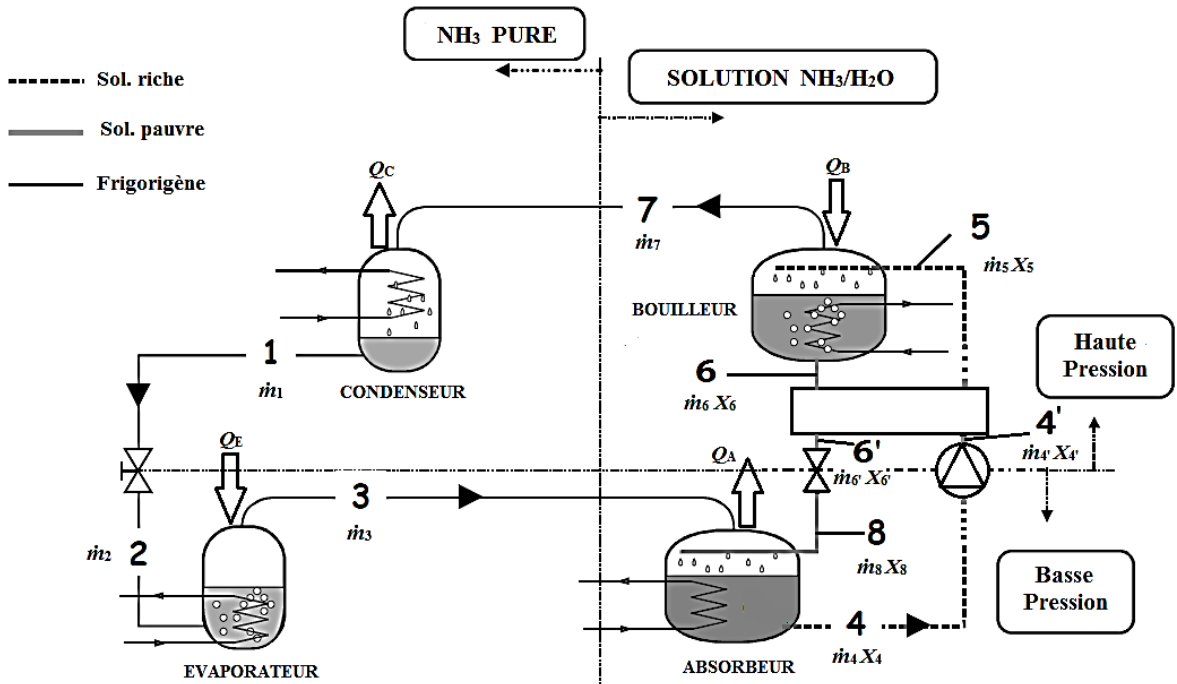 NH₃ PURE
SOLUTION NH₃/H₂O
Sol. riche
Sol. pauvre
Frigorigène
QC
QB
7
ṁ7
5
ṁ5 X5
BOUILLEUR
Haute
Pression
1
ṁ1
CONDENSEUR
6
ṁ6 X6
4'
ṁ4' X4'
6'
ṁ6' X6'
QE
QA
3
ṁ3
ṁ2 2
8
ṁ8 X8
Basse
Pression
4
ṁ4 X4
EVAPORATEUR
ABSORBEUR